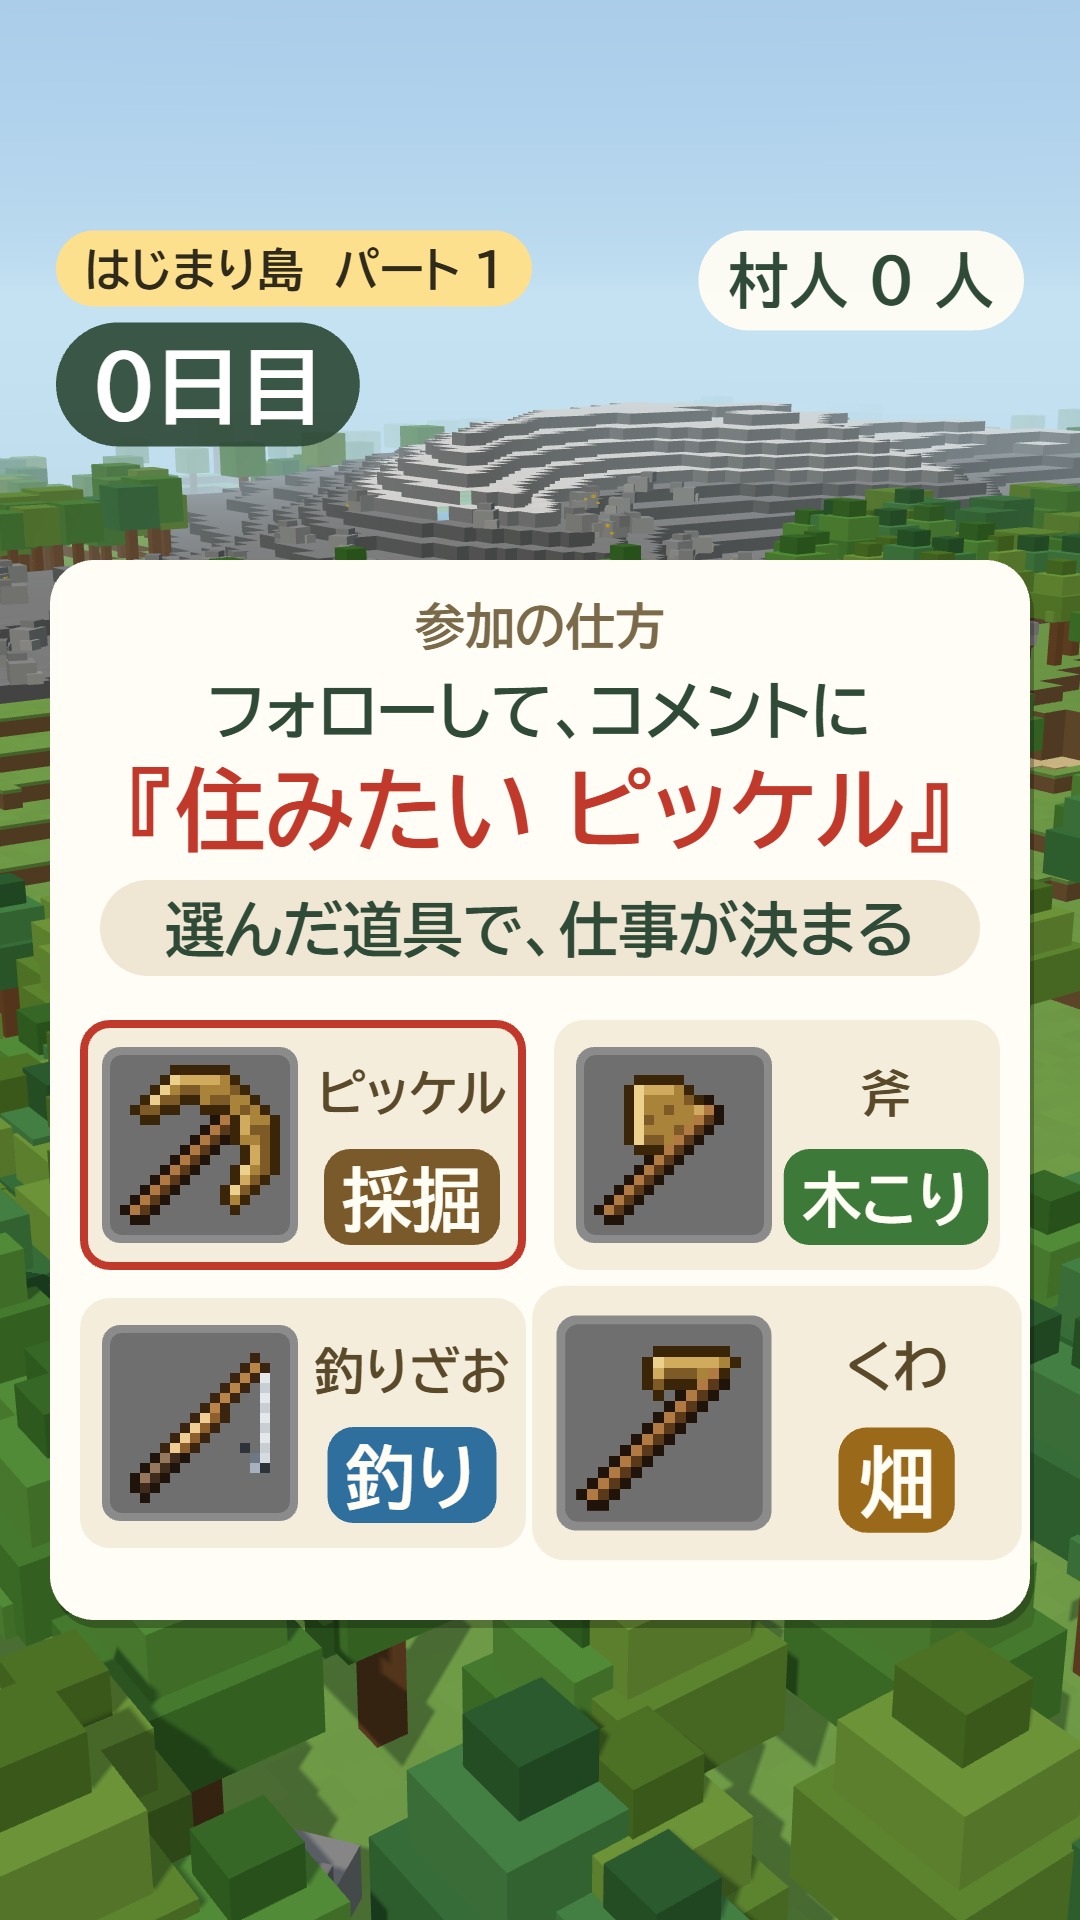 はじまり島 パート 1
村人 0 人
0日目
参加の仕方
フォローして、コメントに
『住みたい ピッケル』
選んだ道具で、仕事が決まる
ピッケル
採掘
斧
木こり
釣りざお
釣り
くわ
畑